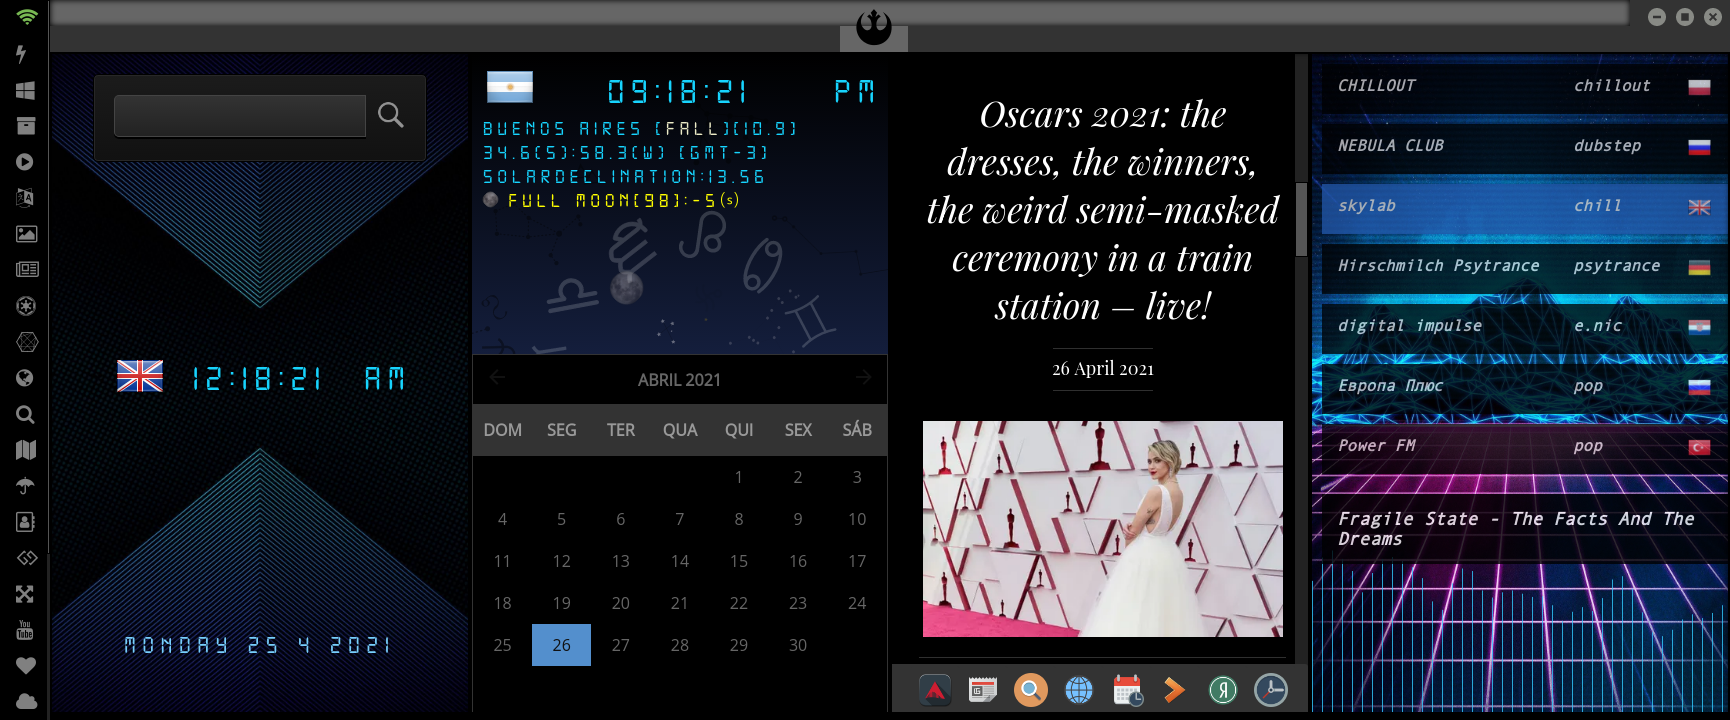 12:18:21 AM
MONDAY 25 4 2021
09:18:21 PM
BUENOS AIRES (FALL)(10.9)
34.6(S):58.3(W) (GMT-3)
SOLARDECLINATION:13.56
FULL MOON(98):-5(s)
ABRIL 2021
DOM SEG TER QUA QUI SEX SÁB
1 2 3
4 5 6 7 8 9 10
11 12 13 14 15 16 17
18 19 20 21 22 23 24
25 26 27 28 29 30
Oscars 2021: the
dresses, the winners,
the weird semi-masked
ceremony in a train
station – live!
26 April 2021
CHILLOUT chillout
NEBULA CLUB dubstep
skylab chill
Hirschmilch Psytrance psytrance
digital impulse e.nic
Европа Плюс pop
Power FM pop
Fragile State - The Facts And The
Dreams
You
Tube
Я